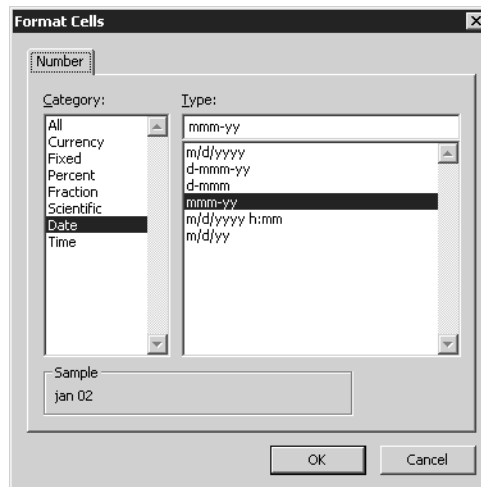 Format Cells
Number
Category:
Type:
mmm-yy
All
Currency
Fixed
Percent
Fraction
Scientific
Date
Time
m/d/yyyy
d-mmm-yy
d-mmm
mmm-yy
m/d/yyyy h:mm
m/d/yy
Sample
jan 02
OK
Cancel